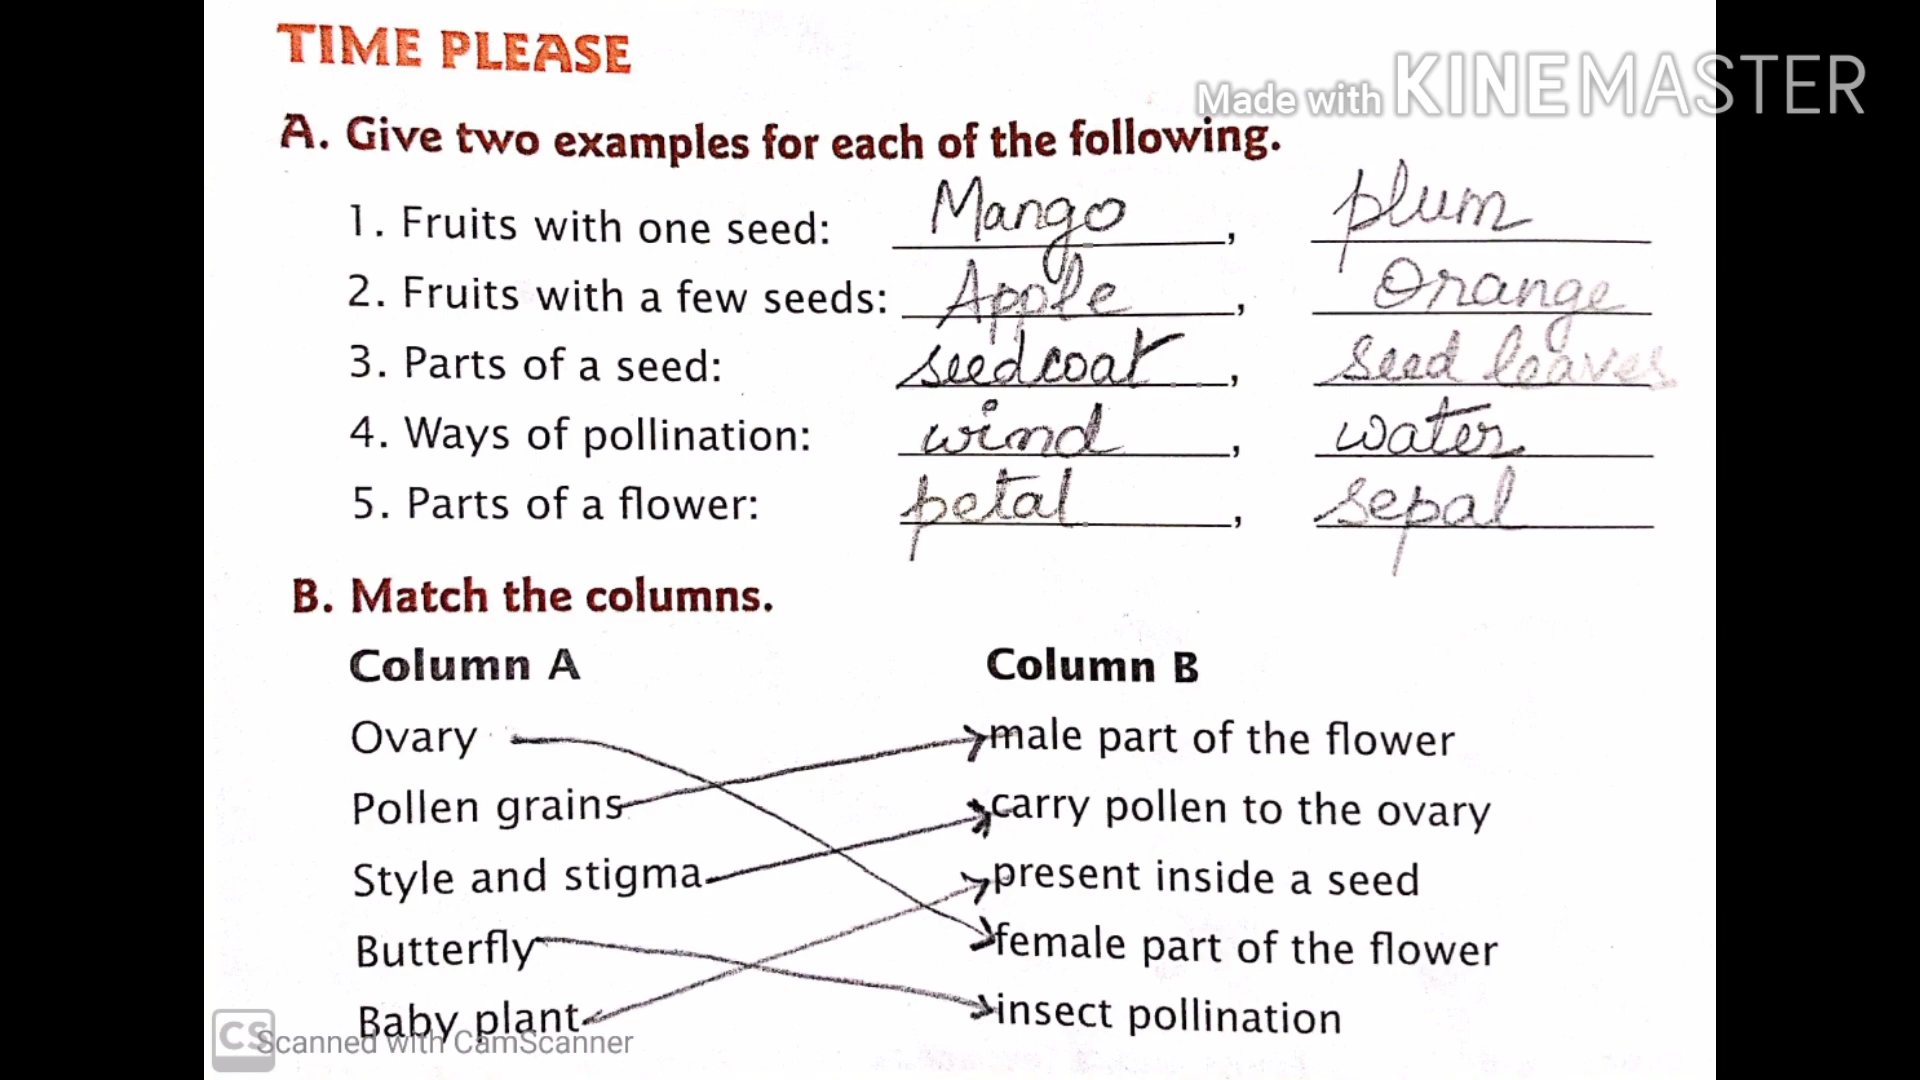 TIME PLEASE
Made with KINEMASTER
A. Give two examples for each of the following.
1. Fruits with one seed: Mango, plum
2. Fruits with a few seeds: Apple, Orange
3. Parts of a seed: seedcoat, seed leaves
4. Ways of pollination: wind, water
5. Parts of a flower: petal, sepal
B. Match the columns.
Column A Column B
Ovary male part of the flower
Pollen grains carry pollen to the ovary
Style and stigma present inside a seed
Butterfly female part of the flower
Baby plant insect pollination
CS Scanned with CamScanner